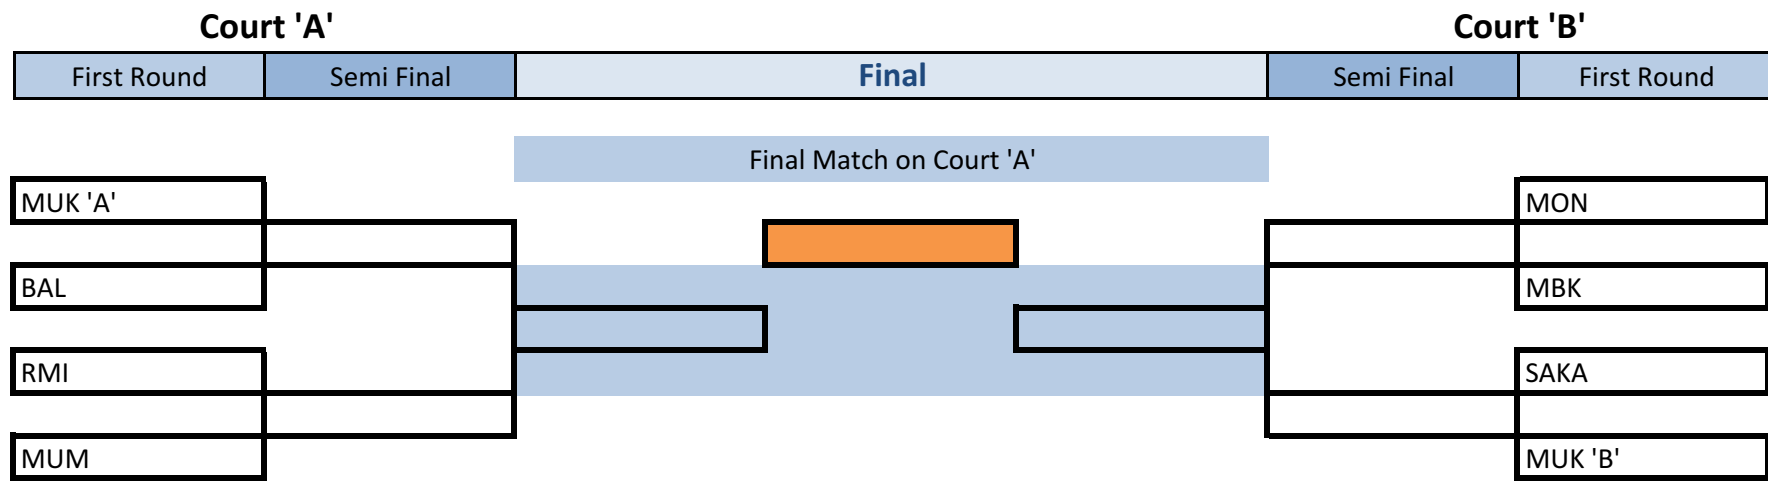 Court 'A' Court 'B'
First Round Semi Final Final Semi Final First Round
Final Match on Court 'A'
MUK 'A' MON
BAL MBK
RMI SAKA
MUM MUK 'B'